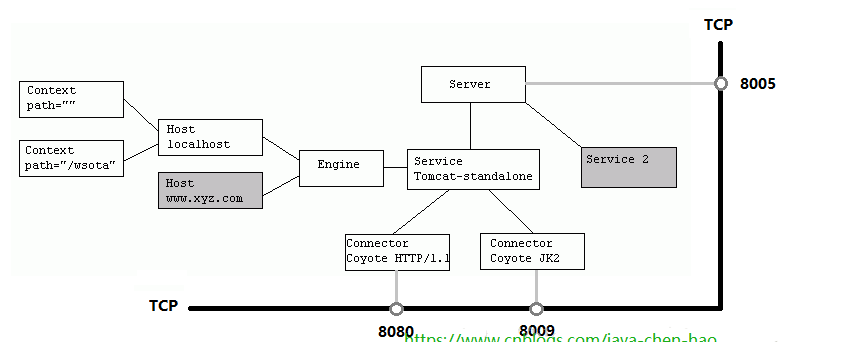 TCP
Server
8005
Context
path=""
Host
localhost
Context
path="/wsota"
Engine
Service
Tomcat-standalone
Service 2
Host
www.xyz.com
Connector
Coyote HTTP/1.1
Connector
Coyote JK2
TCP
8080
8009
https://www.cnblogs.com/java-chen-hao